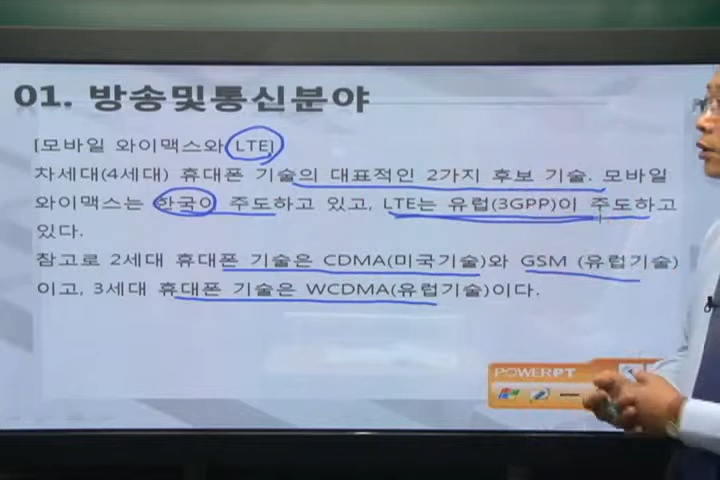 01. 방송및통신분야
[모바일 와이맥스와 LTE]
차세대(4세대) 휴대폰 기술의 대표적인 2가지 후보 기술. 모바일
와이맥스는 한국이 주도하고 있고, LTE는 유럽(3GPP)이 주도하고
있다.
참고로 2세대 휴대폰 기술은 CDMA(미국기술)와 GSM (유럽기술)
이고, 3세대 휴대폰 기술은 WCDMA(유럽기술)이다.
POWERPT